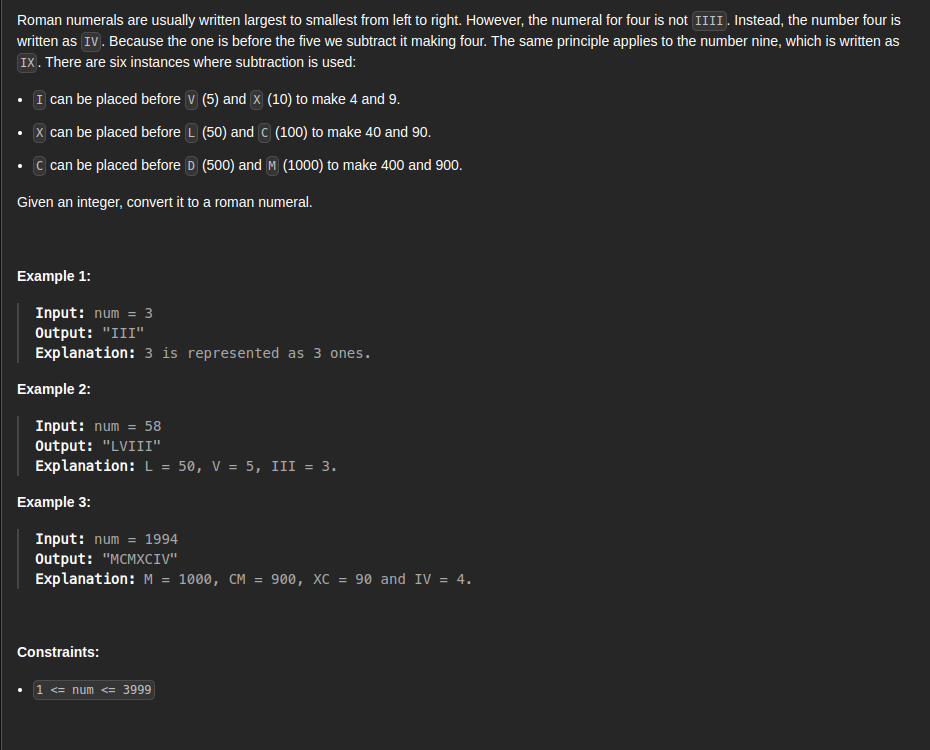 Roman numerals are usually written largest to smallest from left to right. However, the numeral for four is not IIII. Instead, the number four is
written as IV. Because the one is before the five we subtract it making four. The same principle applies to the number nine, which is written as
IX. There are six instances where subtraction is used:
• I can be placed before V (5) and X (10) to make 4 and 9.
• X can be placed before L (50) and C (100) to make 40 and 90.
• C can be placed before D (500) and M (1000) to make 400 and 900.
Given an integer, convert it to a roman numeral.
Example 1:
Input: num = 3
Output: "III"
Explanation: 3 is represented as 3 ones.
Example 2:
Input: num = 58
Output: "LVIII"
Explanation: L = 50, V = 5, III = 3.
Example 3:
Input: num = 1994
Output: "MCMXCIV"
Explanation: M = 1000, CM = 900, XC = 90 and IV = 4.
Constraints:
• 1 <= num <= 3999